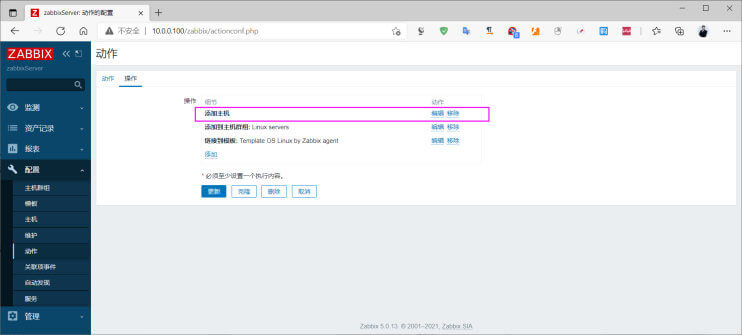 zabbixServer: 动作的配置
不安全 | 10.0.0.100/zabbix/actionconf.php
ZABBIX
zabbixServer
动作
动作 操作
监测
资产记录
报表
配置
主机群组
模板
主机
维护
动作
关联项事件
自动发现
服务
管理
操作 细节 动作
添加主机 编辑 移除
添加到主机群组: Linux servers 编辑 移除
链接到模板: Template OS Linux by Zabbix agent 编辑 移除
添加
* 必须至少设置一个执行内容。
更新 克隆 删除 取消
Zabbix 5.0.13. © 2001–2021, Zabbix SIA